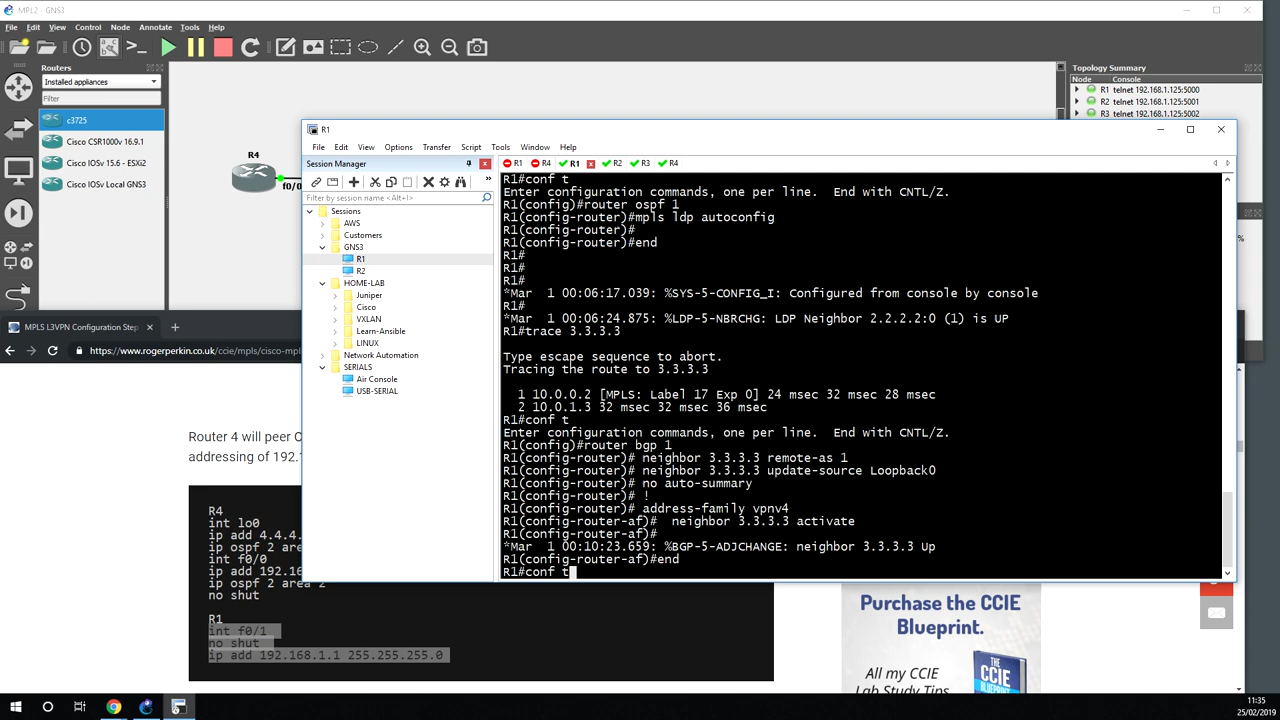 MPL2 - GNS3
File Edit View Control Node Annotate Tools Help
Routers
Installed appliances
Filter
c3725
Cisco CSR1000v 16.9.1
Cisco IOSv 15.6 - ESXi2
Cisco IOSv Local GNS3
R4
f0/0
Topology Summary
Node Console
R1 telnet 192.168.1.125:5000
R2 telnet 192.168.1.125:5001
R3 telnet 192.168.1.125:5002
%
R1
File Edit View Options Transfer Script Tools Window Help
Session Manager
R1 R4 R1 R2 R3 R4
Filter by session name <Alt+I>
Sessions
AWS
Customers
GNS3
R1
R2
HOME-LAB
Juniper
Cisco
VXLAN
Learn-Ansible
LINUX
Network Automation
SERIALS
Air Console
USB-SERIAL
R1#conf t
Enter configuration commands, one per line.  End with CNTL/Z.
R1(config)#router ospf 1
R1(config-router)#mpls ldp autoconfig
R1(config-router)#
R1(config-router)#end
R1#
R1#
R1#
*Mar  1 00:06:17.039: %SYS-5-CONFIG_I: Configured from console by console
R1#
*Mar  1 00:06:24.875: %LDP-5-NBRCHG: LDP Neighbor 2.2.2.2:0 (1) is UP
R1#trace 3.3.3.3
Type escape sequence to abort.
Tracing the route to 3.3.3.3
1 10.0.0.2 [MPLS: Label 17 Exp 0] 24 msec 32 msec 28 msec
2 10.0.1.3 32 msec 32 msec 36 msec
R1#conf t
Enter configuration commands, one per line.  End with CNTL/Z.
R1(config)#router bgp 1
R1(config-router)# neighbor 3.3.3.3 remote-as 1
R1(config-router)# neighbor 3.3.3.3 update-source Loopback0
R1(config-router)# no auto-summary
R1(config-router)# !
R1(config-router)# address-family vpnv4
R1(config-router-af)#  neighbor 3.3.3.3 activate
R1(config-router-af)#
*Mar  1 00:10:23.659: %BGP-5-ADJCHANGE: neighbor 3.3.3.3 Up
R1(config-router-af)#end
R1#conf t
MPLS L3VPN Configuration Step
https://www.rogerperkin.co.uk/ccie/mpls/cisco-mpl
Router 4 will peer
addressing of 192.
R4
int lo0
ip add 4.4.4.
ip ospf 2 area
int f0/0
ip add 192.16
ip ospf 2 area 2
no shut
R1
int f0/1
no shut
ip add 192.168.1.1 255.255.255.0
Purchase the CCIE
Blueprint.
All my CCIE
Lab Study Tips
THE CCIE BLUEPRINT
11:35
25/02/2019